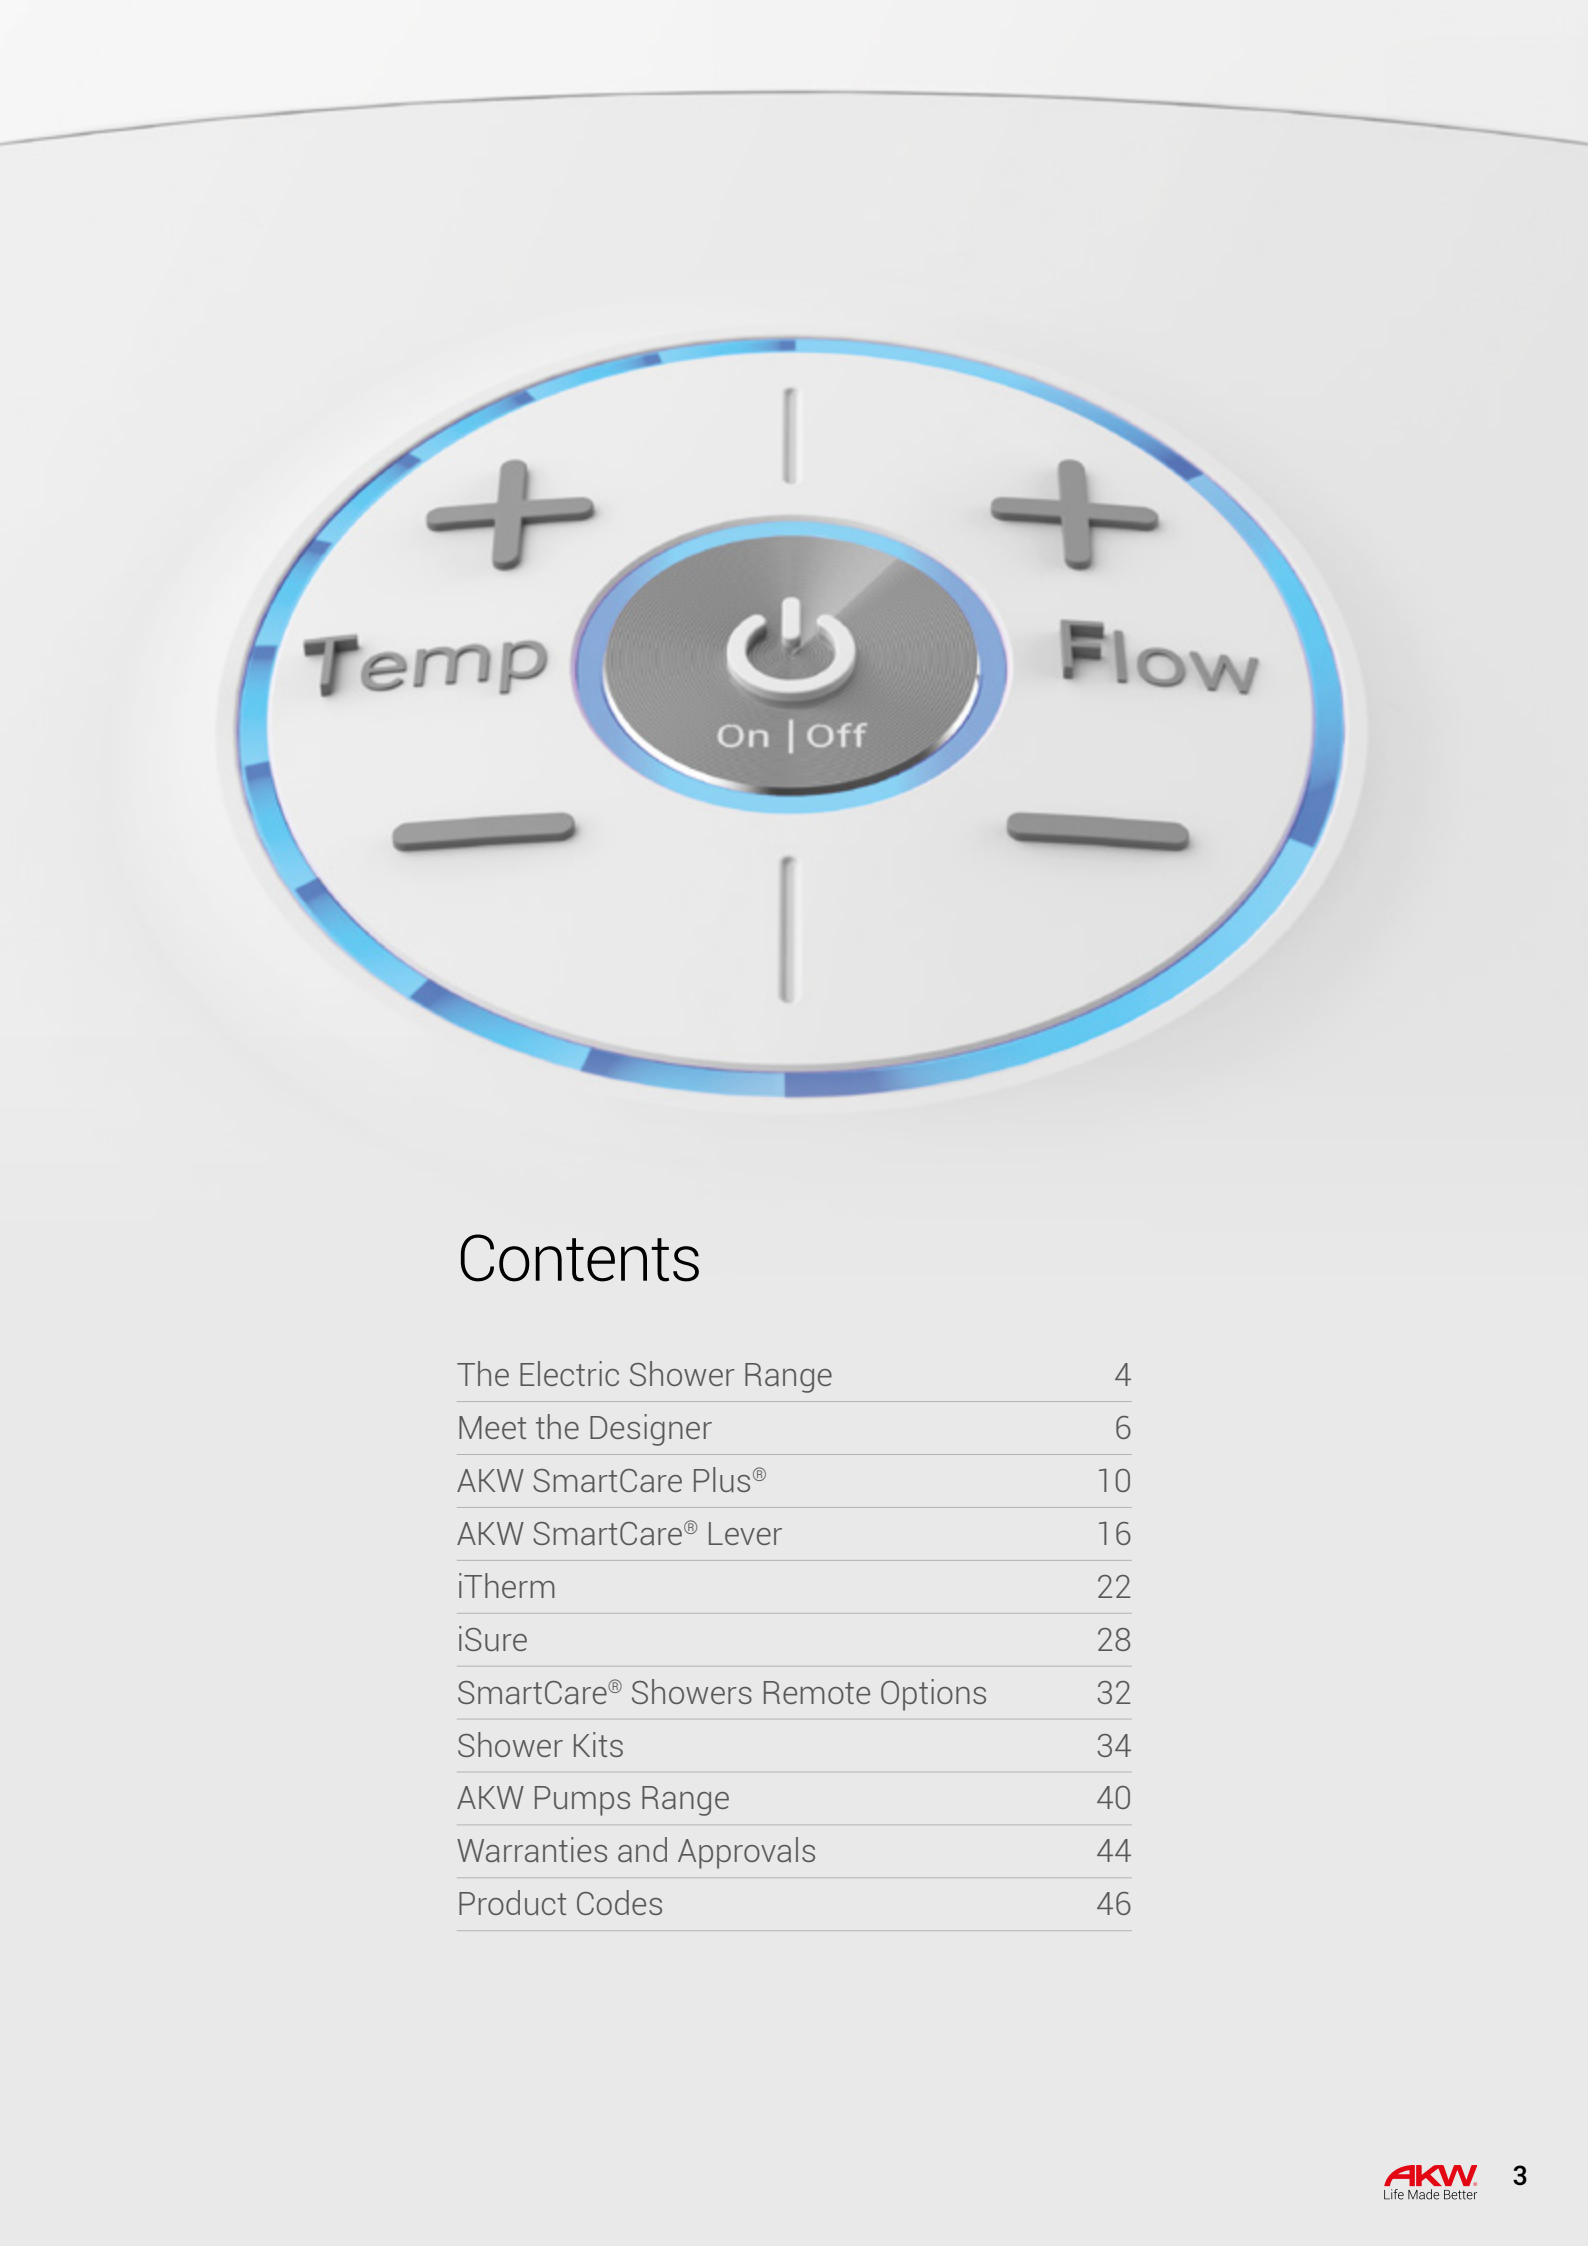 Temp
Flow
On | Off
Contents
The Electric Shower Range 4
Meet the Designer 6
AKW SmartCare Plus® 10
AKW SmartCare® Lever 16
iTherm 22
iSure 28
SmartCare® Showers Remote Options 32
Shower Kits 34
AKW Pumps Range 40
Warranties and Approvals 44
Product Codes 46
AKW
Life Made Better
3